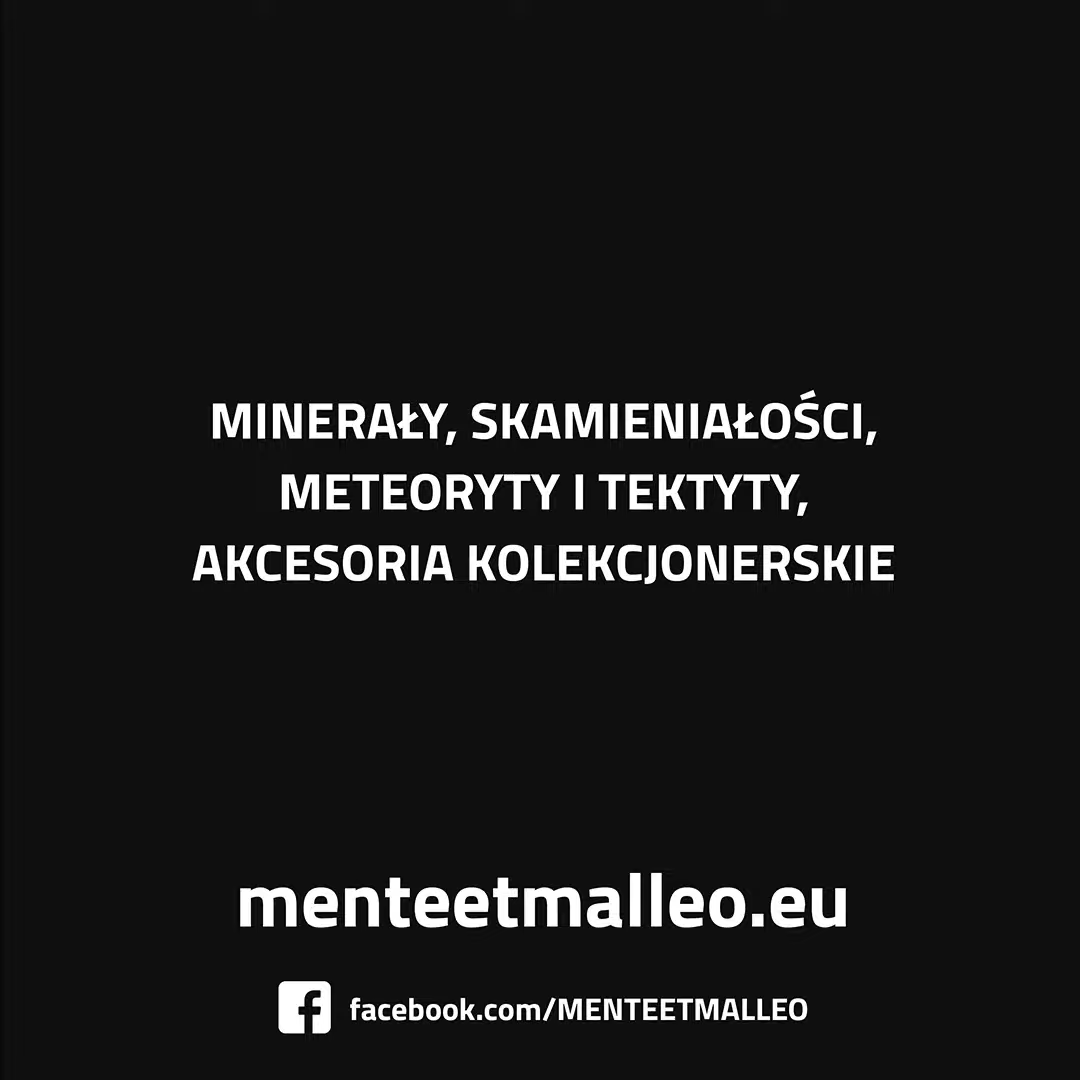 MINERAŁY, SKAMIENIAŁOŚCI,
METEORYTY I TEKTYTY,
AKCESORIA KOLEKCJONERSKIE
menteetmalleo.eu
facebook.com/MENTEETMALLEO